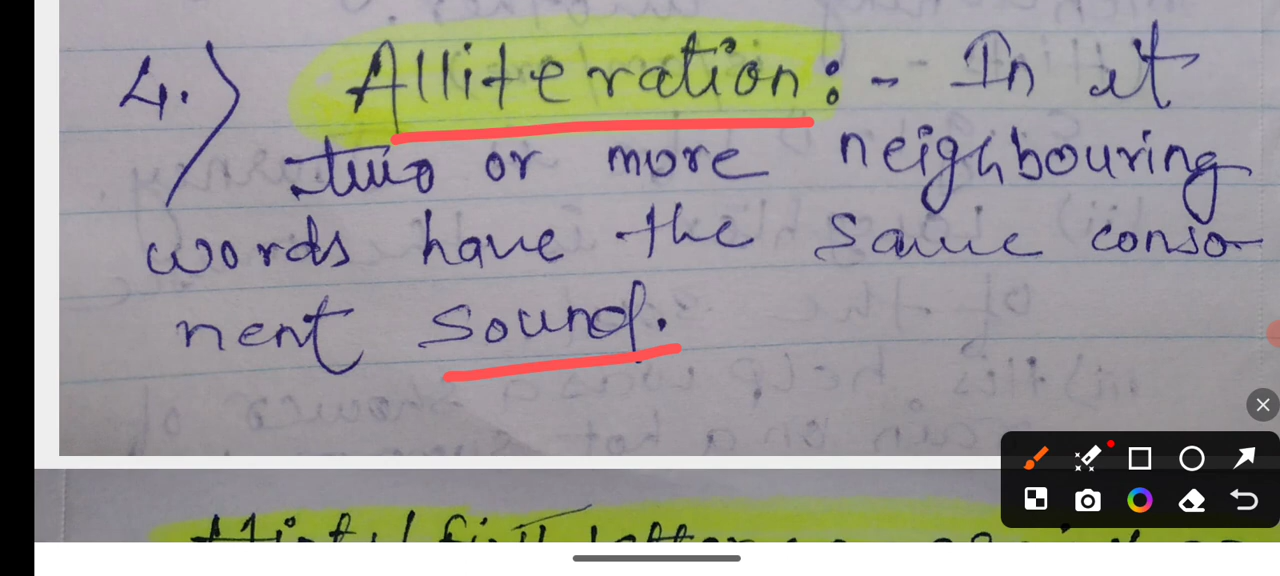 4.) Alliteration:- In it
two or more neighbouring
words have the same conso-
nent sound.